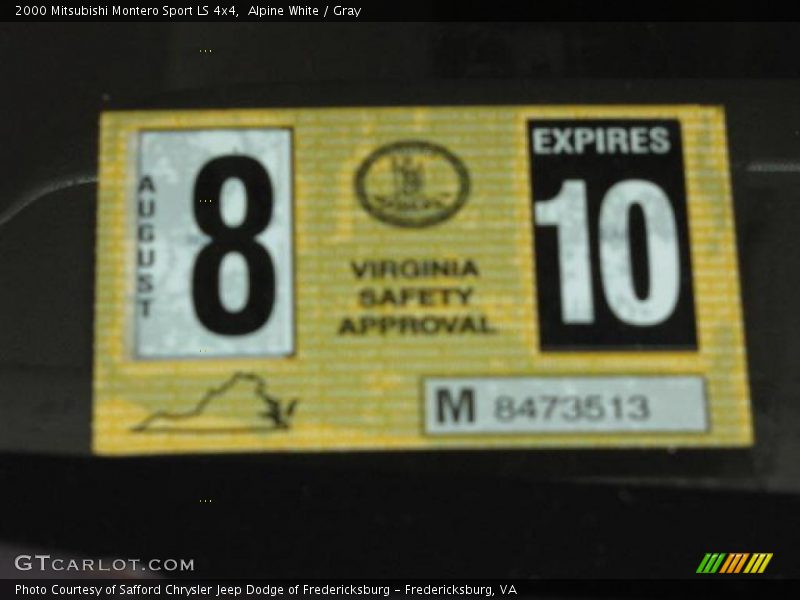 2000 Mitsubishi Montero Sport LS 4x4,  Alpine White / Gray
AUGUST
8
VIRGINIA
SAFETY
APPROVAL
EXPIRES
10
M 8473513
GTCARLOT.COM
Photo Courtesy of Safford Chrysler Jeep Dodge of Fredericksburg – Fredericksburg, VA